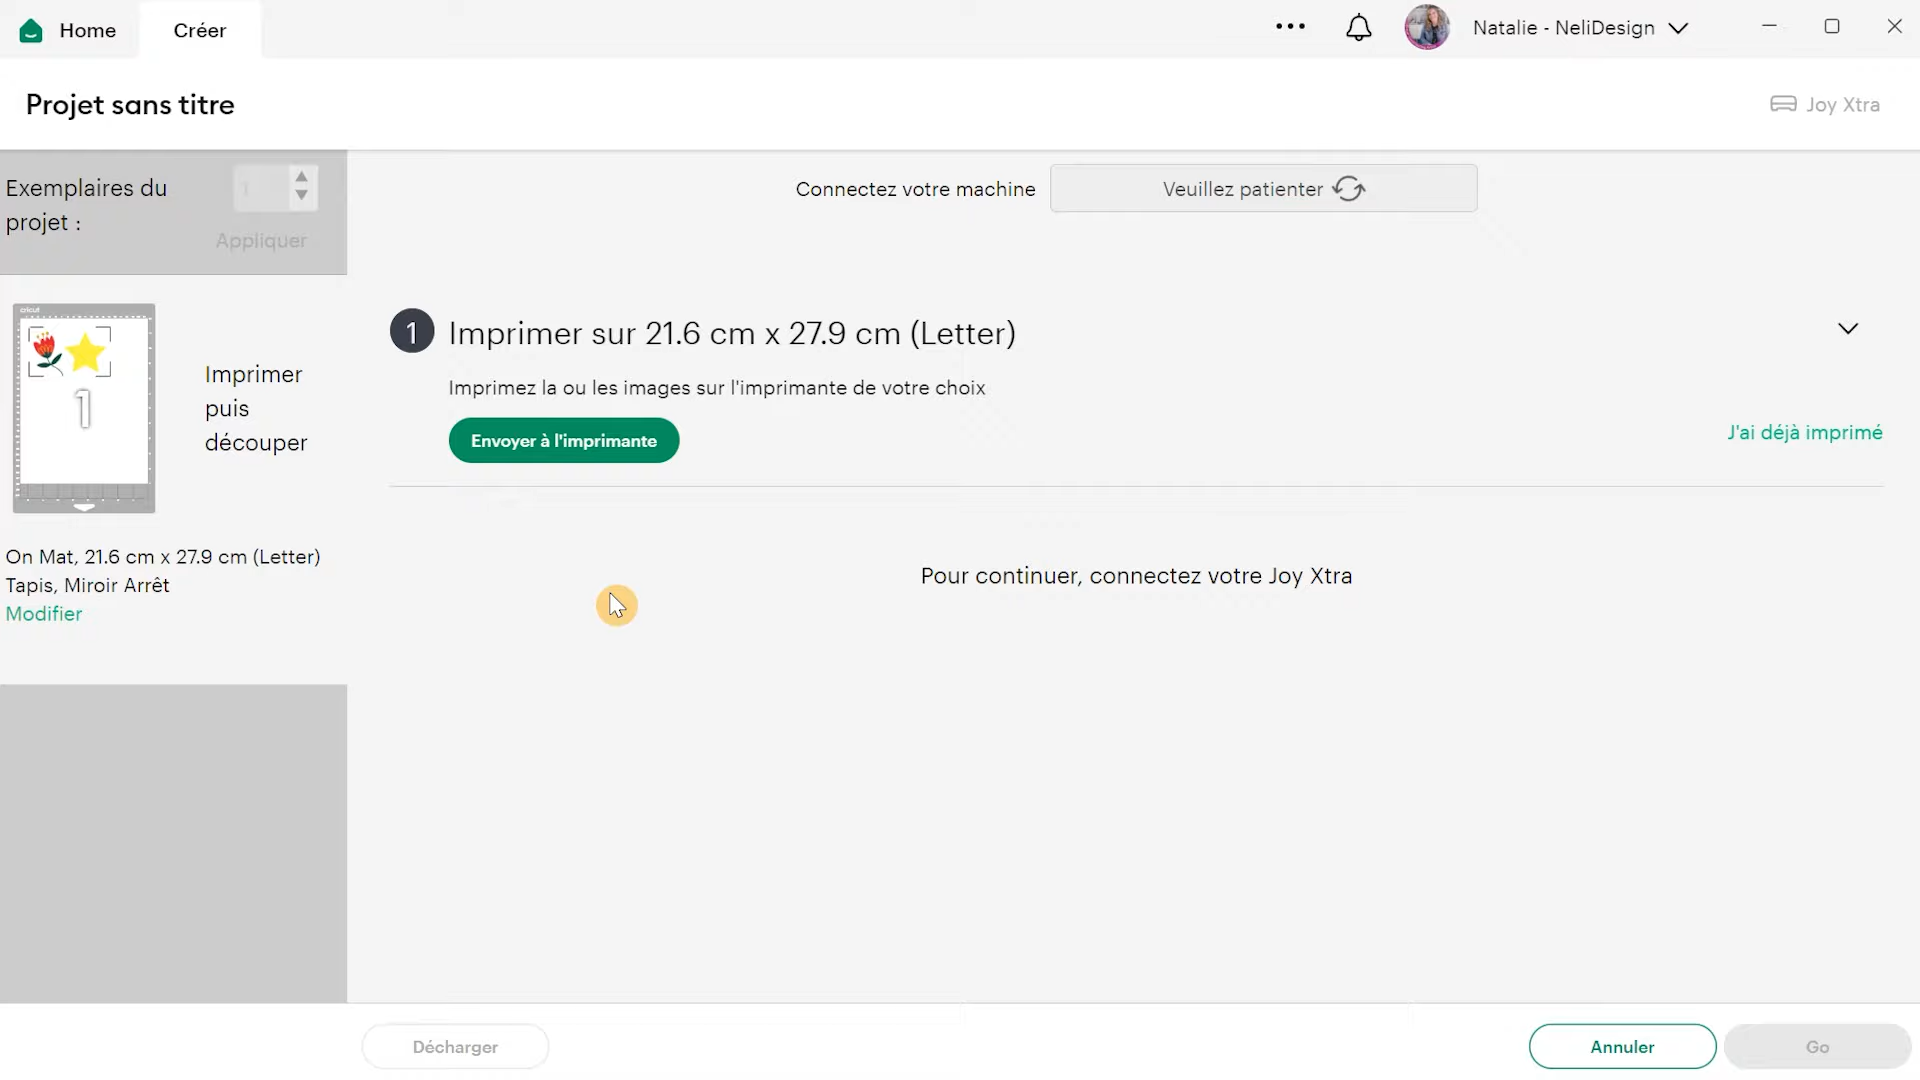 Home
Créer
Natalie - NeliDesign
Projet sans titre
Joy Xtra
Exemplaires du
projet :
1
Appliquer
Connectez votre machine
Veuillez patienter
cricut
1
Imprimer
puis
découper
On Mat, 21.6 cm x 27.9 cm (Letter)
Tapis, Miroir Arrêt
Modifier
1
Imprimer sur 21.6 cm x 27.9 cm (Letter)
Imprimez la ou les images sur l'imprimante de votre choix
Envoyer à l'imprimante
J'ai déjà imprimé
Pour continuer, connectez votre Joy Xtra
Décharger
Annuler
Go